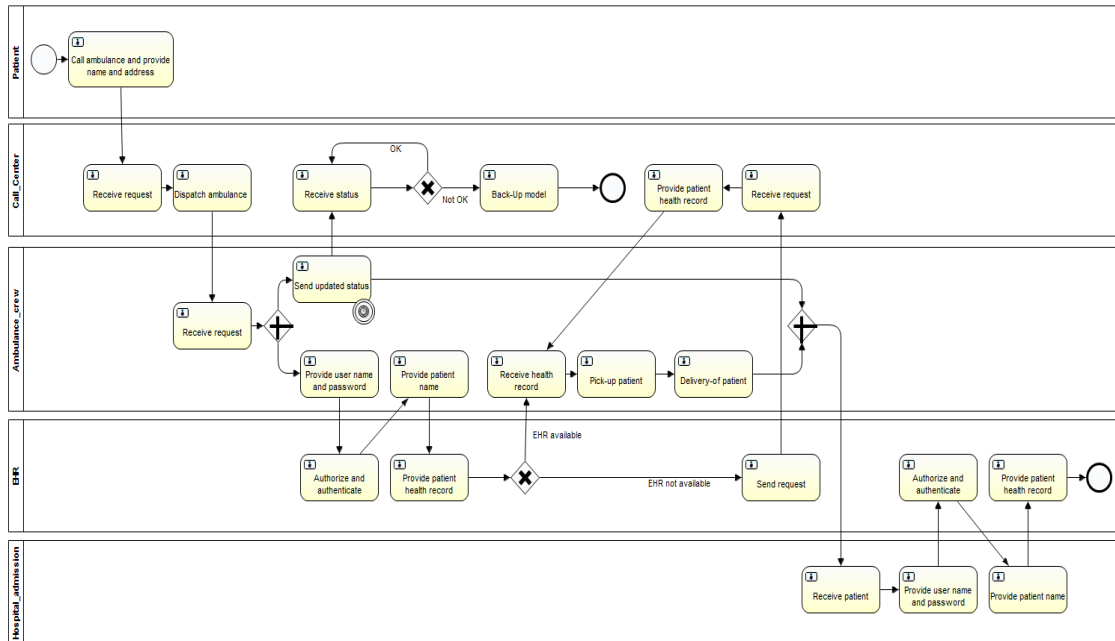 Patient
Call ambulance and provide
name and address
Call_Center
Receive request
Dispatch ambulance
Receive status
OK
Not OK
Back-Up model
Provide patient
health record
Receive request
Ambulance_crew
Receive request
Send updated status
Provide user name
and password
Provide patient
name
Receive health
record
Pick-up patient
Delivery-of patient
EHR
Authorize and
authenticate
Provide patient
health record
EHR available
EHR not available
Send request
Authorize and
authenticate
Provide patient
health record
Hospital_admission
Receive patient
Provide user name
and password
Provide patient name